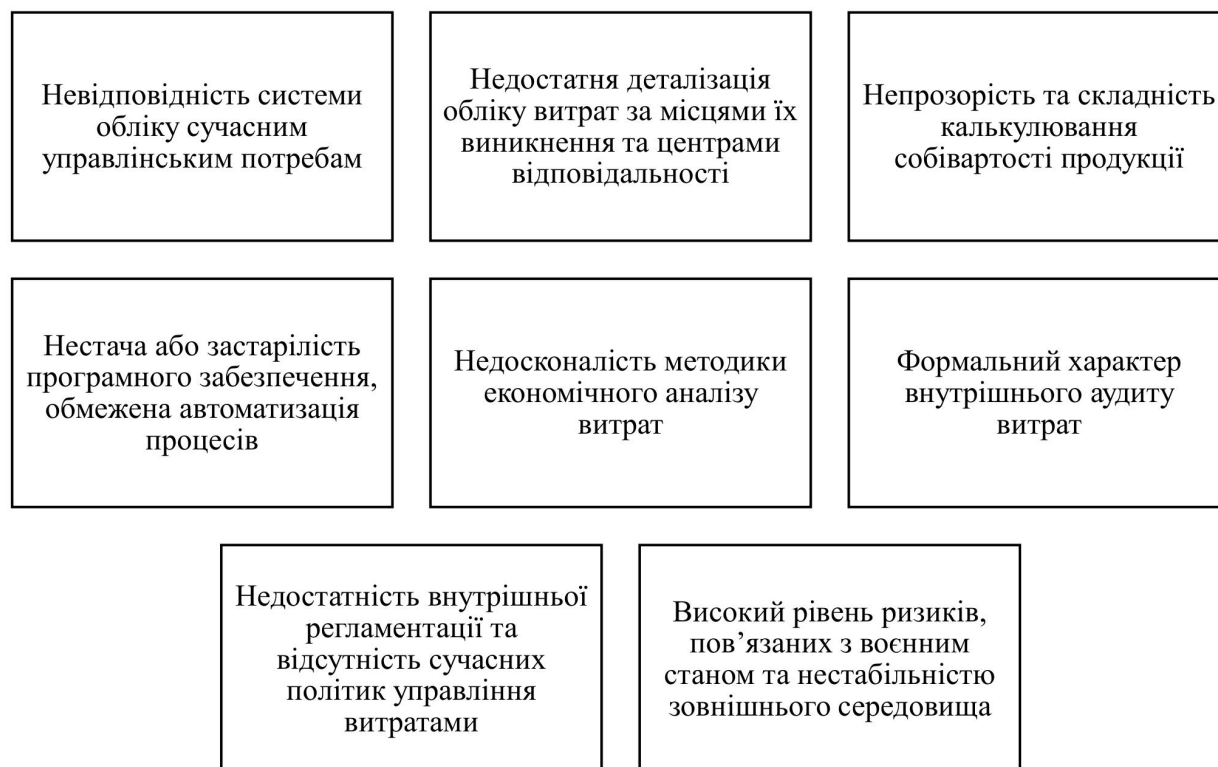 Невідповідність системи
обліку сучасним
управлінським потребам
Недостатня деталізація
обліку витрат за місцями їх
виникнення та центрами
відповідальності
Непрозорість та складність
калькулювання
собівартості продукції
Нестача або застарілість
програмного забезпечення,
обмежена автоматизація
процесів
Недосконалість методики
економічного аналізу
витрат
Формальний характер
внутрішнього аудиту
витрат
Недостатність внутрішньої
регламентації та
відсутність сучасних
політик управління
витратами
Високий рівень ризиків,
пов’язаних з воєнним
станом та нестабільністю
зовнішнього середовища